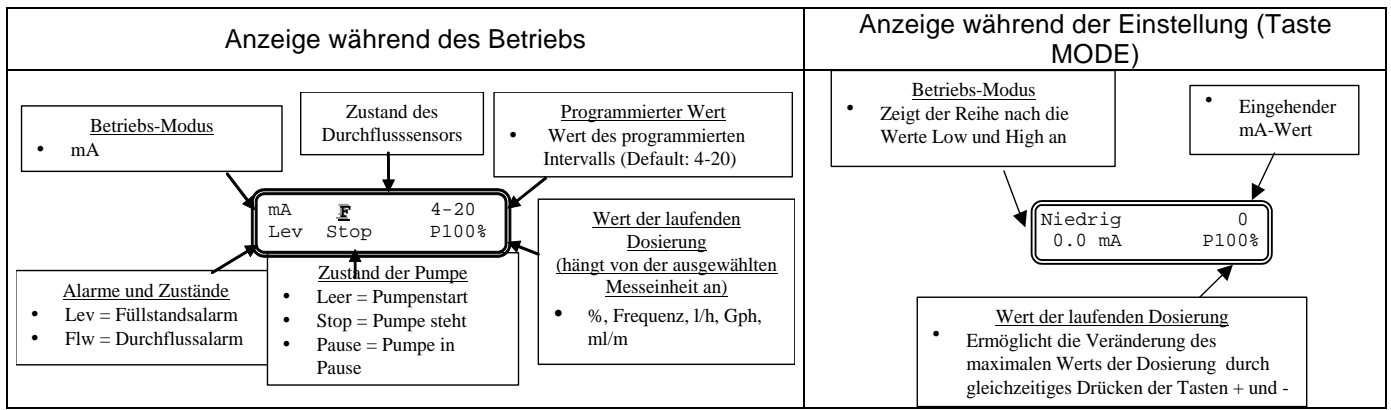 Anzeige während des Betriebs
Anzeige während der Einstellung (Taste
MODE)
Betriebs-Modus
• mA
Zustand des
Durchflusssensors
Programmierter Wert
• Wert des programmierten
Intervalls (Default: 4-20)
mA F 4-20
Lev Stop P100%
Alarme und Zustände
• Lev = Füllstandsalarm
• Flw = Durchflussalarm
Zustand der Pumpe
• Leer = Pumpenstart
• Stop = Pumpe steht
• Pause = Pumpe in
Pause
Wert der laufenden
Dosierung
(hängt von der ausgewählten
Messeinheit an)
• %, Frequenz, l/h, Gph,
ml/m
Betriebs-Modus
• Zeigt der Reihe nach die
Werte Low und High an
• Eingehender
mA-Wert
Niedrig 0
0.0 mA P100%
Wert der laufenden Dosierung
• Ermöglicht die Veränderung des
maximalen Werts der Dosierung durch
gleichzeitiges Drücken der Tasten + und -